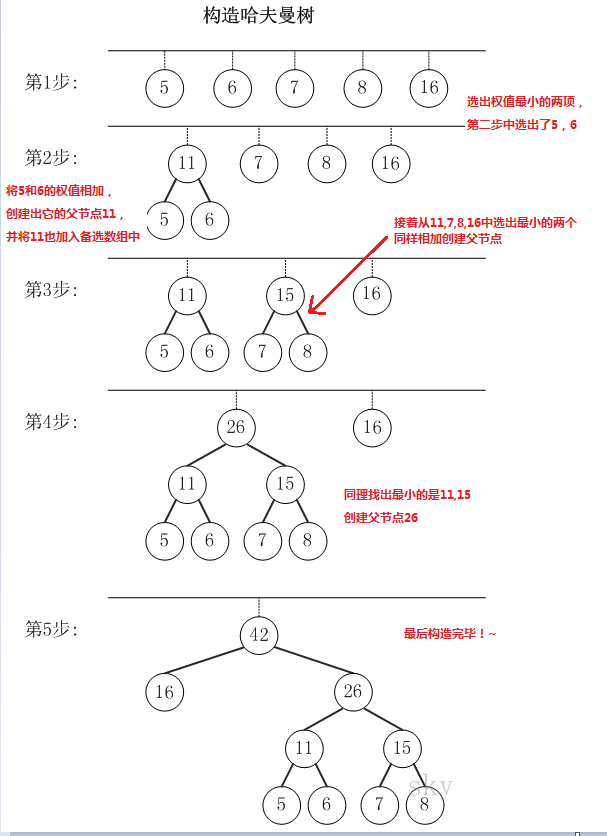 构造哈夫曼树
第1步:
5 6 7 8 16
选出权值最小的两项，
第二步中选出了5，6
第2步:
11 7 8 16
将5和6的权值相加，
创建出它的父节点11，
并将11也加入备选数组中
5 6
接着从11,7,8,16中选出最小的两个
同样相加创建父节点
第3步:
11 15 16
5 6 7 8
第4步:
26 16
11 15
同理找出最小的是11,15
创建父节点26
5 6 7 8
第5步:
42
最后构造完毕！~
16 26
11 15
5 6 7 8
sky